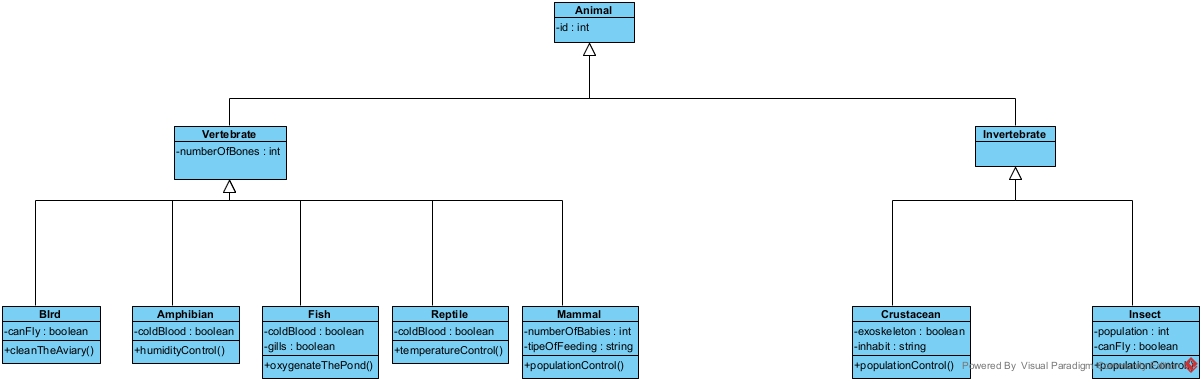 Animal
-id : int
Vertebrate
-numberOfBones : int
Invertebrate
BIrd
-canFly : boolean
+cleanTheAviary()
Amphibian
-coldBlood : boolean
+humidityControl()
Fish
-coldBlood : boolean
-gills : boolean
+oxygenateThePond()
Reptile
-coldBlood : boolean
+temperatureControl()
Mammal
-numberOfBabies : int
-tipeOfFeeding : string
+populationControl()
Crustacean
-exoskeleton : boolean
-inhabit : string
+populationControl()
Insect
-population : int
-canFly : boolean
+populationControl()
Powered By Visual Paradigm